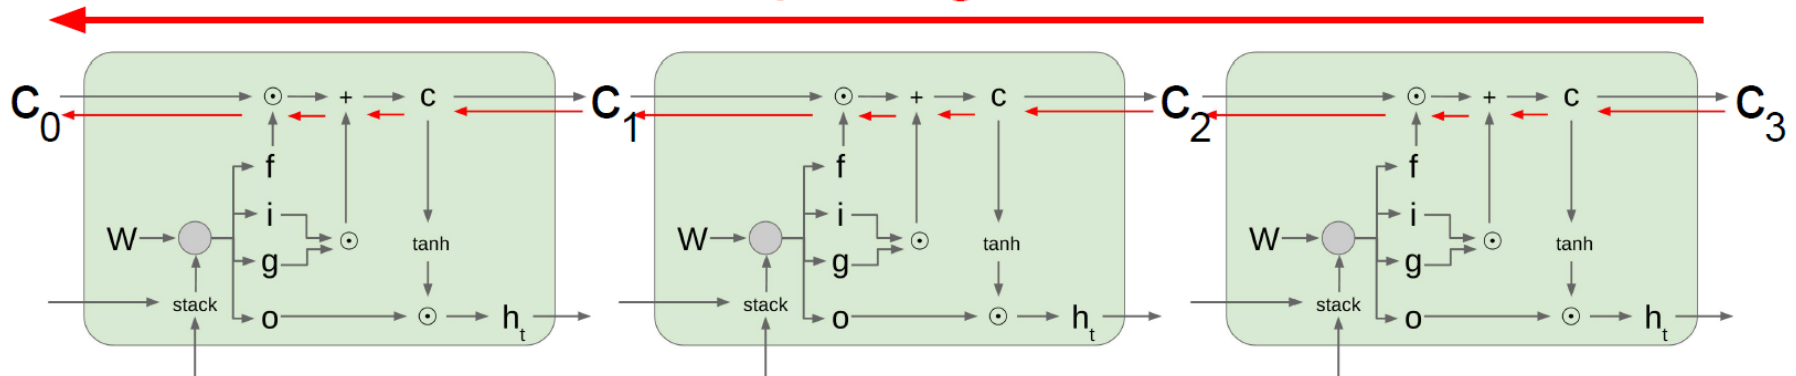 C0 ⊙ + c C1 ⊙ + c C2 ⊙ + c C3
f f f
i i i
W ⊙ tanh W ⊙ tanh W ⊙ tanh
g g g
stack stack stack
o ⊙ ht o ⊙ ht o ⊙ ht